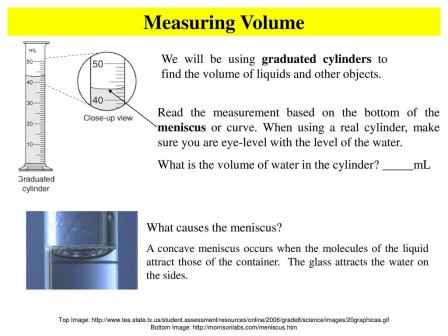 Measuring Volume
mL
50
40
30
20
10
50
40
Close-up view
Graduated
cylinder
We will be using graduated cylinders to
find the volume of liquids and other objects.
Read the measurement based on the bottom of the
meniscus or curve. When using a real cylinder, make
sure you are eye-level with the level of the water.
What is the volume of water in the cylinder? _____mL
What causes the meniscus?
A concave meniscus occurs when the molecules of the liquid
attract those of the container. The glass attracts the water on
the sides.
Top Image: http://www.tea.state.tx.us/student.assessment/resources/online/2006/grade8/science/images/20graphicaa.gif
Bottom Image: http://morrisonlabs.com/meniscus.htm